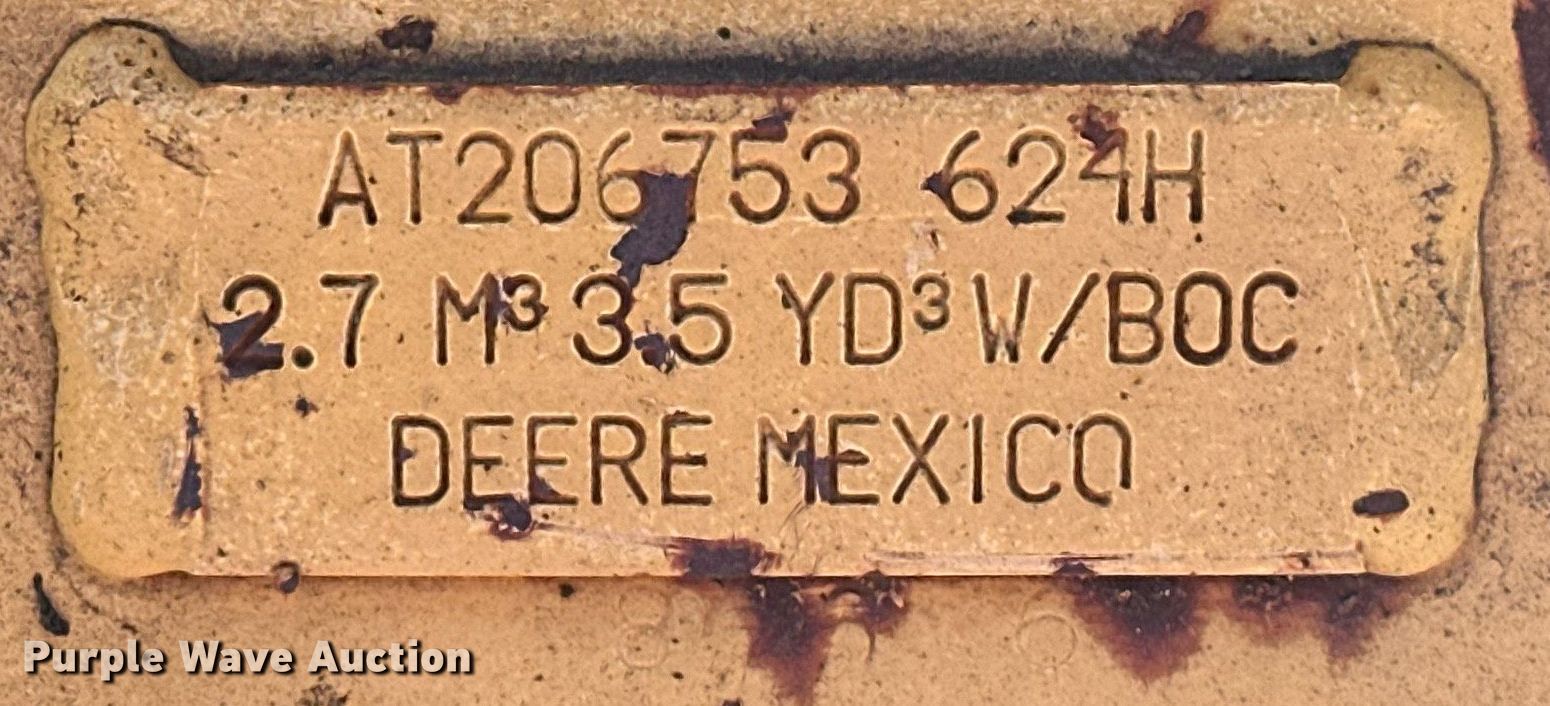 AT206753 624H
2.7 M³ 3.5 YD³ W/BOC
DEERE MEXICO
Purple Wave Auction